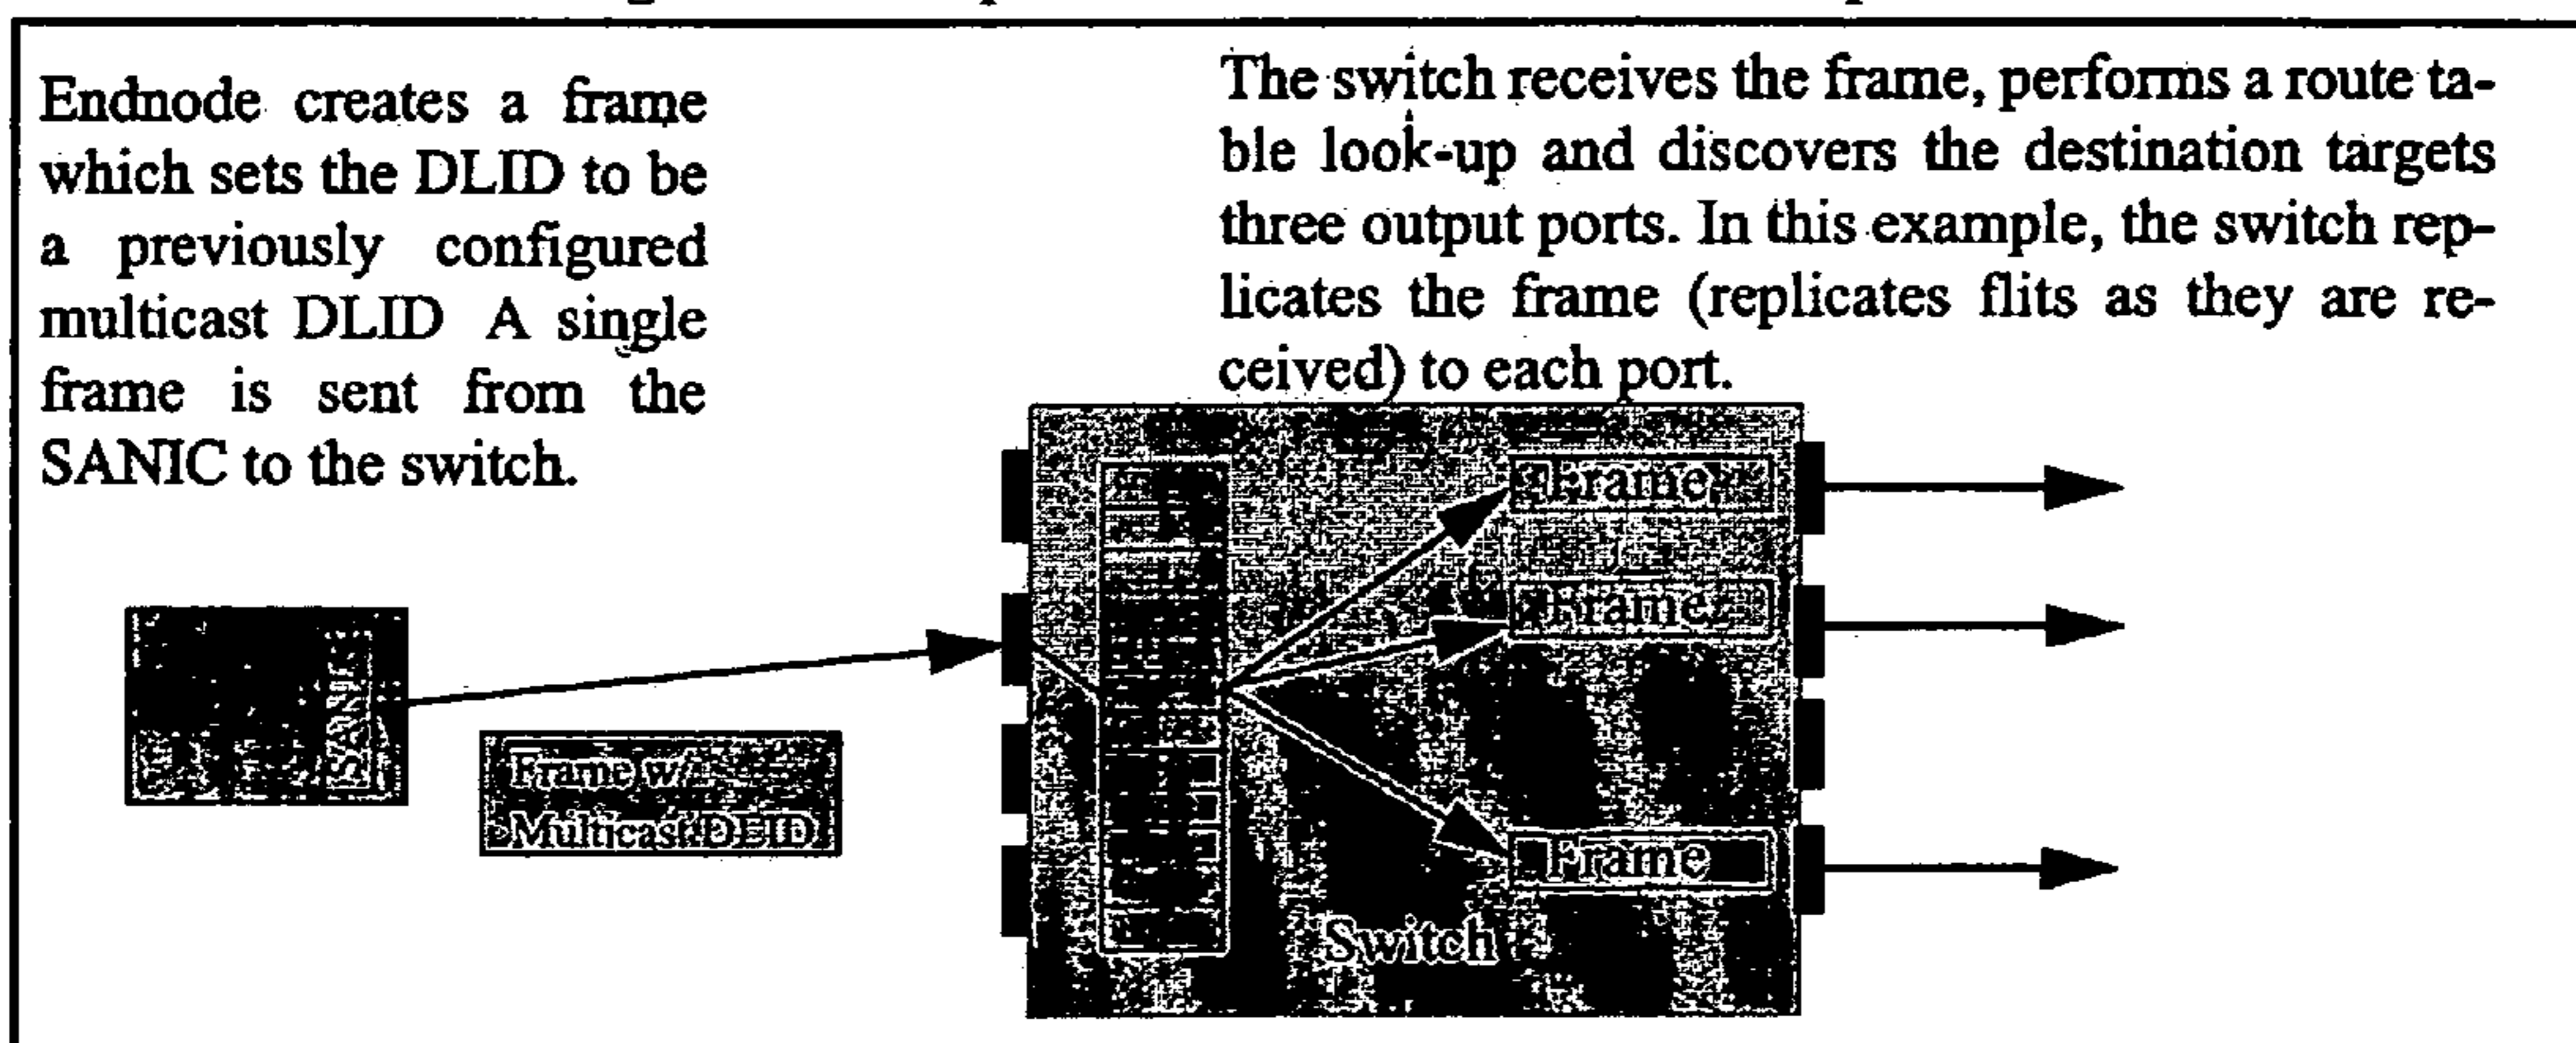 Endnode creates a frame
which sets the DLID to be
a previously configured
multicast DLID A single
frame is sent from the
SANIC to the switch.
The switch receives the frame, performs a route ta-
ble look-up and discovers the destination targets
three output ports. In this example, the switch rep-
licates the frame (replicates flits as they are re-
ceived) to each port.
Frame
Frame
SANIC
Frame w/
Multicast DLID
Frame
Switch